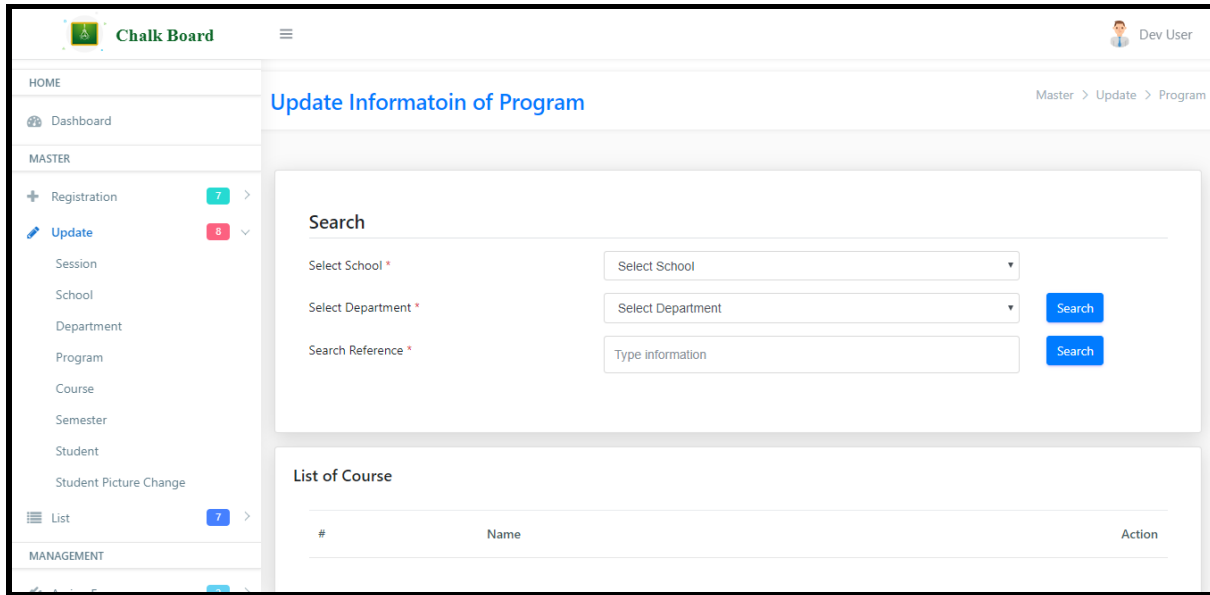 Chalk Board
Dev User
HOME
Dashboard
MASTER
Registration 7
Update 8
Session
School
Department
Program
Course
Semester
Student
Student Picture Change
List 7
MANAGEMENT
Update Informatoin of Program
Master > Update > Program
Search
Select School * Select School
Select Department * Select Department Search
Search Reference * Type information Search
List of Course
# Name Action